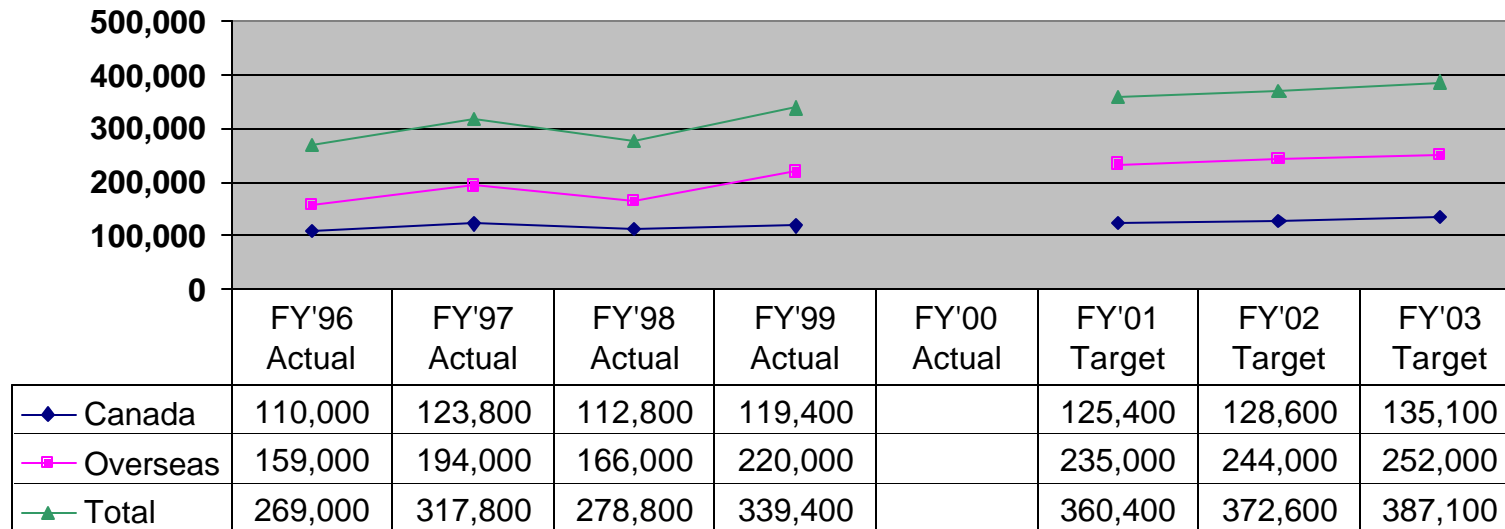 500,000
400,000
300,000
200,000
100,000
0
FY'96 FY'97 FY'98 FY'99 FY'00 FY'01 FY'02 FY'03
Actual Actual Actual Actual Actual Target Target Target
Canada 110,000 123,800 112,800 119,400 125,400 128,600 135,100
Overseas 159,000 194,000 166,000 220,000 235,000 244,000 252,000
Total 269,000 317,800 278,800 339,400 360,400 372,600 387,100